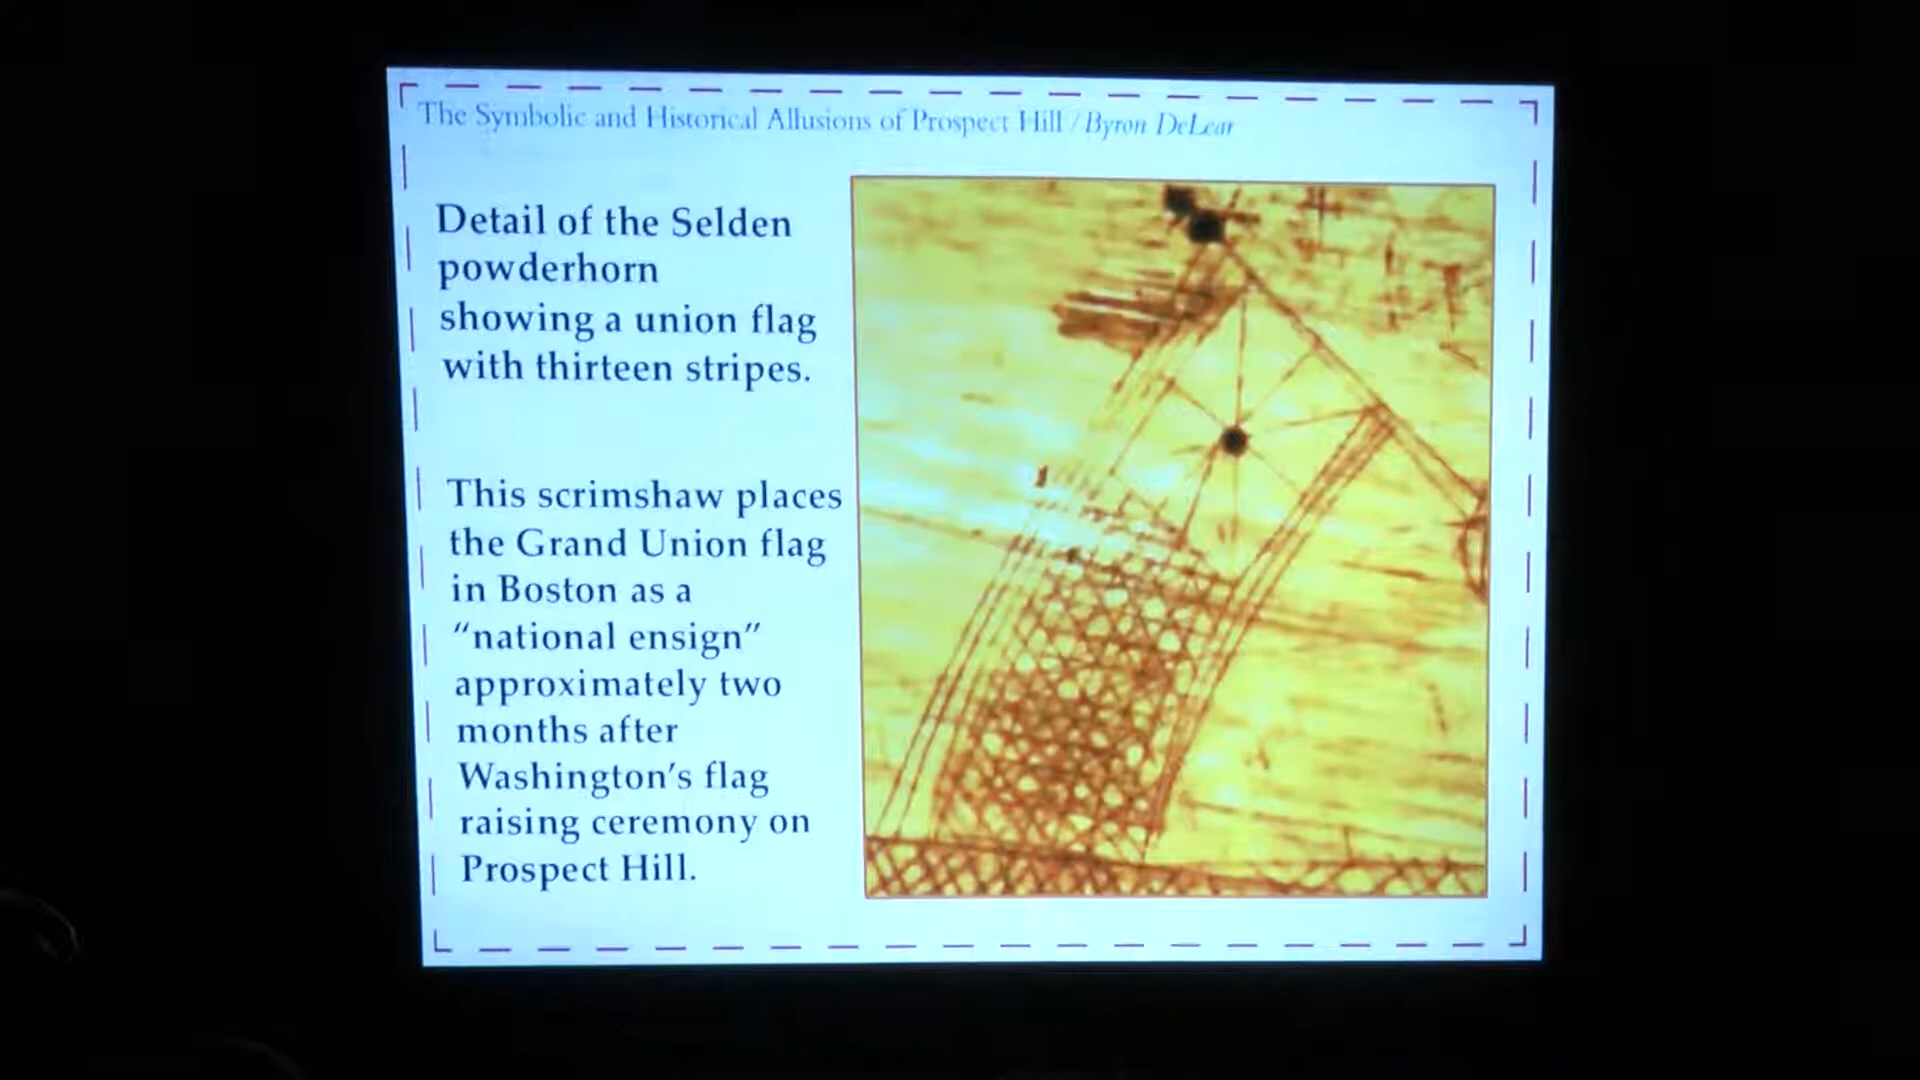 The Symbolic and Historical Allusions of Prospect Hill / Byron DeLear
Detail of the Selden
powderhorn
showing a union flag
with thirteen stripes.
This scrimshaw places
the Grand Union flag
in Boston as a
“national ensign”
approximately two
months after
Washington’s flag
raising ceremony on
Prospect Hill.